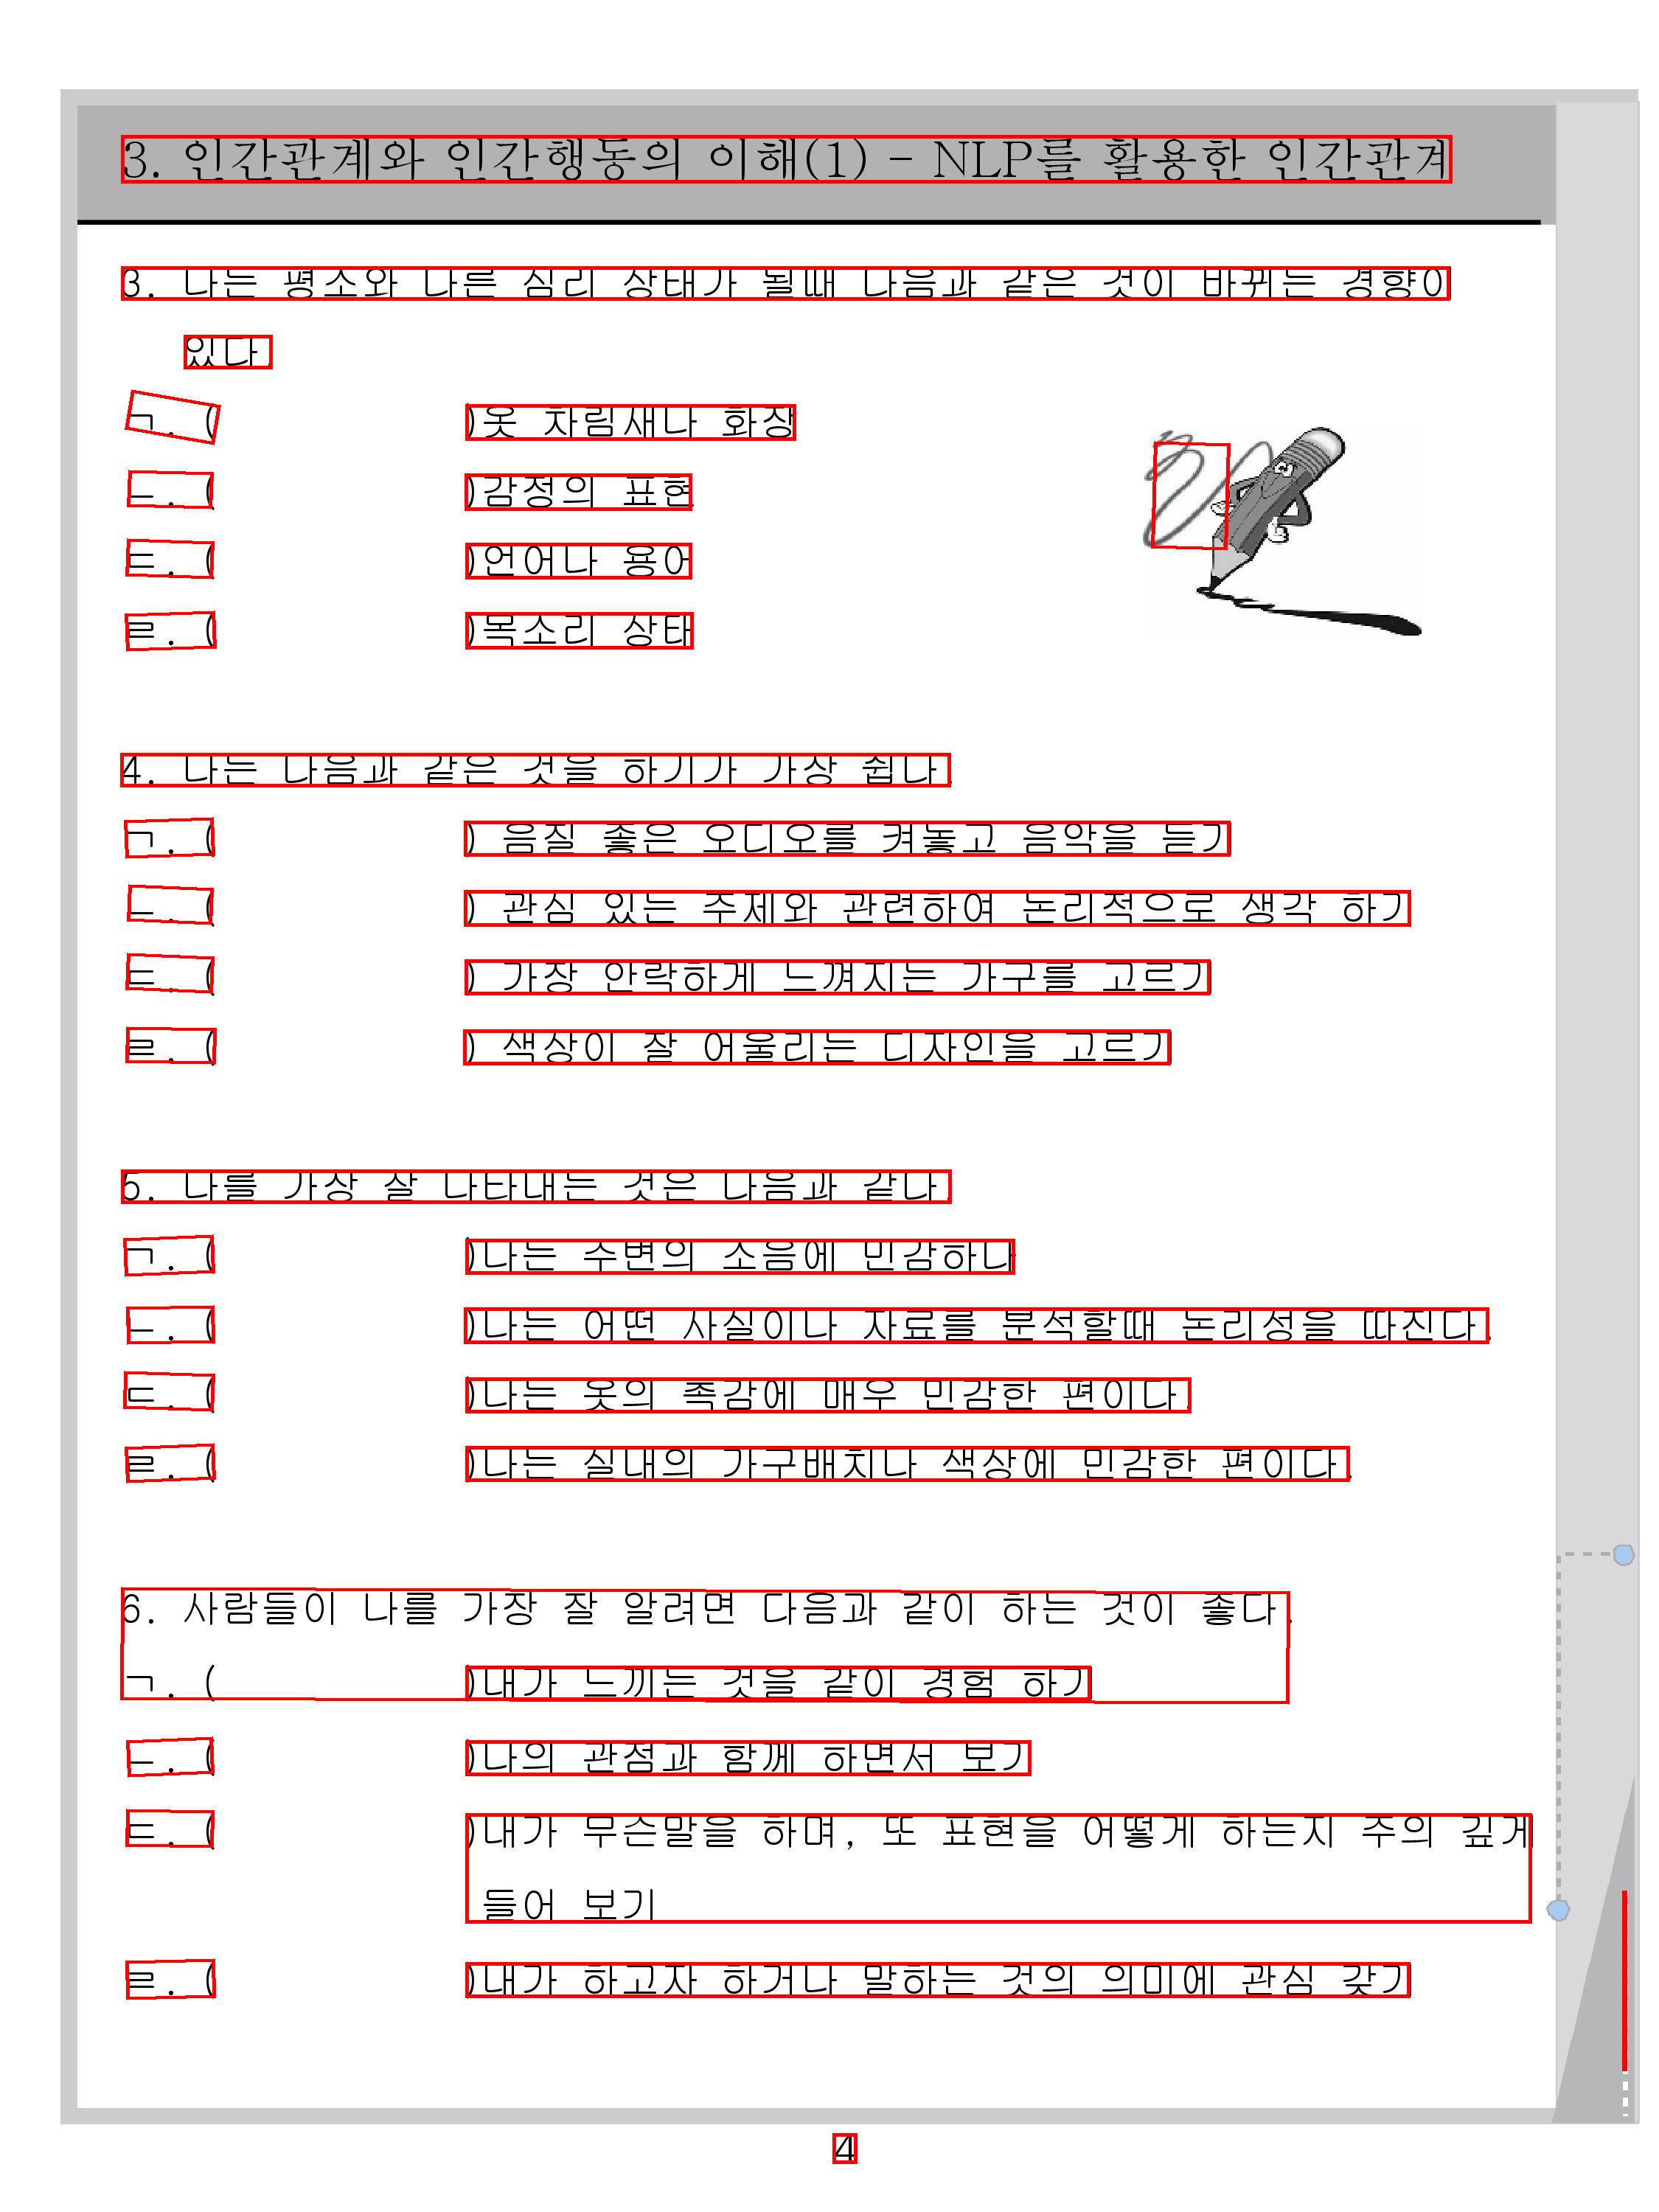 3. 인간관계와 인간행동의 이해(1) - NLP를 활용한 인간관계
3. 나는 평소와 다른 심리 상태가 될때 다음과 같은 것이 바뀌는 경향이
있다.
ㄱ. ( )옷 차림새나 화장
ㄴ. ( )감정의 표현
ㄷ. ( )언어나 용어
ㄹ. ( )목소리 상태
4. 나는 다음과 같은 것을 하기가 가장 쉽다.
ㄱ. ( ) 음질 좋은 오디오를 켜놓고 음악을 듣기
ㄴ. ( ) 관심 있는 주제와 관련하여 논리적으로 생각 하기
ㄷ. ( ) 가장 안락하게 느껴지는 가구를 고르기
ㄹ. ( ) 색상이 잘 어울리는 디자인을 고르기
5. 나를 가장 잘 나타내는 것은 다음과 같다.
ㄱ. ( )나는 주변의 소음에 민감하다
ㄴ. ( )나는 어떤 사실이나 자료를 분석할때 논리성을 따진다.
ㄷ. ( )나는 옷의 촉감에 매우 민감한 편이다.
ㄹ. ( )나는 실내의 가구배치나 색상에 민감한 편이다.
6. 사람들이 나를 가장 잘 알려면 다음과 같이 하는 것이 좋다.
ㄱ. ( )내가 느끼는 것을 같이 경험 하기
ㄴ. ( )나의 관점과 함께 하면서 보기
ㄷ. ( )내가 무슨말을 하며, 또 표현을 어떻게 하는지 주의 깊게
들어 보기
ㄹ. ( )내가 하고자 하거나 말하는 것의 의미에 관심 갖기
4